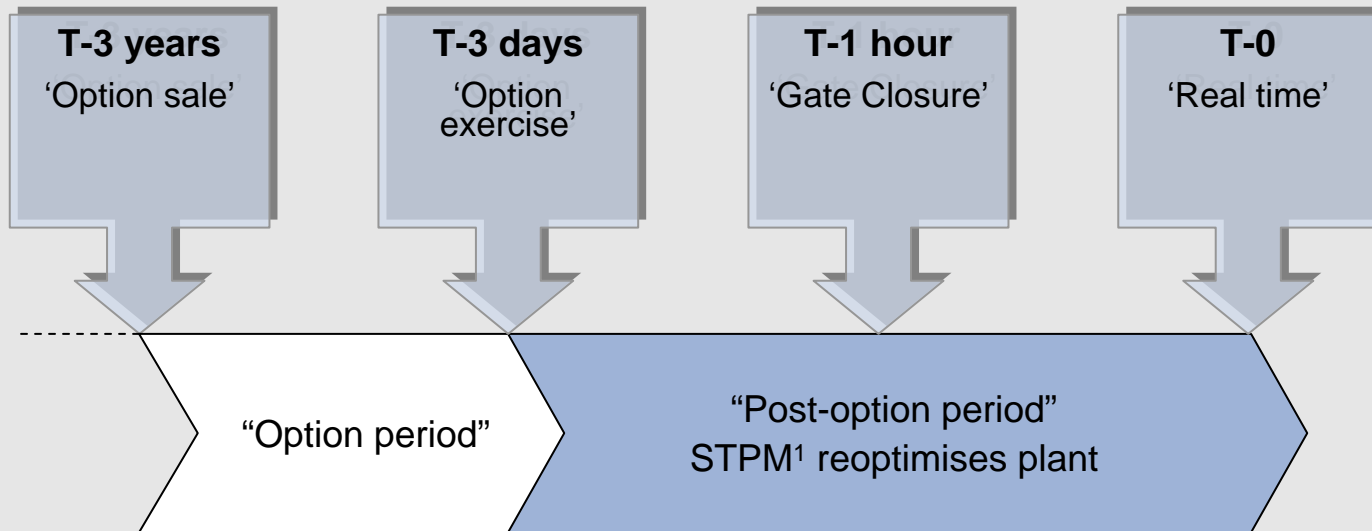 T-3 years
‘Option sale’
T-3 days
‘Option
exercise’
T-1 hour
‘Gate Closure’
T-0
‘Real time’
“Option period”
“Post-option period”
STPM¹ reoptimises plant